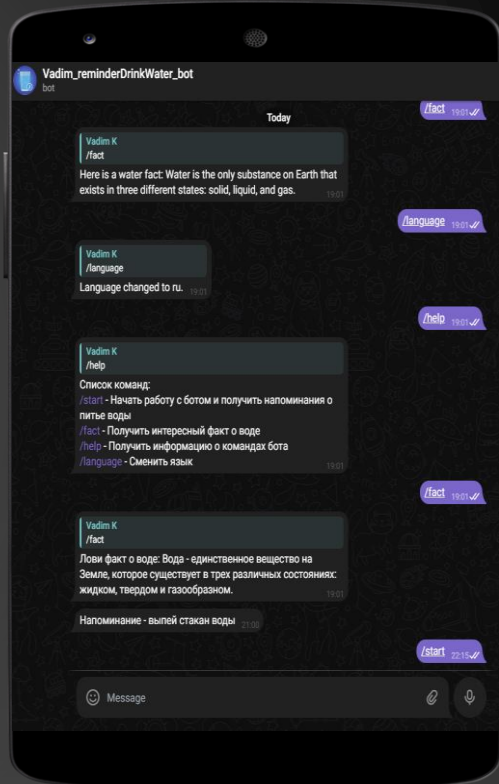 Vadim_reminderDrinkWater_bot
bot
/fact 19:01
Today
Vadim K
/fact
Here is a water fact: Water is the only substance on Earth that
exists in three different states: solid, liquid, and gas. 19:01
/language 19:01
Vadim K
/language
Language changed to ru. 19:01
/help 19:01
Vadim K
/help
Список команд:
/start - Начать работу с ботом и получить напоминания о
питье воды
/fact - Получить интересный факт о воде
/help - Получить информацию о командах бота
/language - Сменить язык 19:01
/fact 19:01
Vadim K
/fact
Лови факт о воде: Вода - единственное вещество на
Земле, которое существует в трех различных состояниях:
жидком, твердом и газообразном. 19:01
Напоминание - выпей стакан воды 21:00
/start 22:15
Message